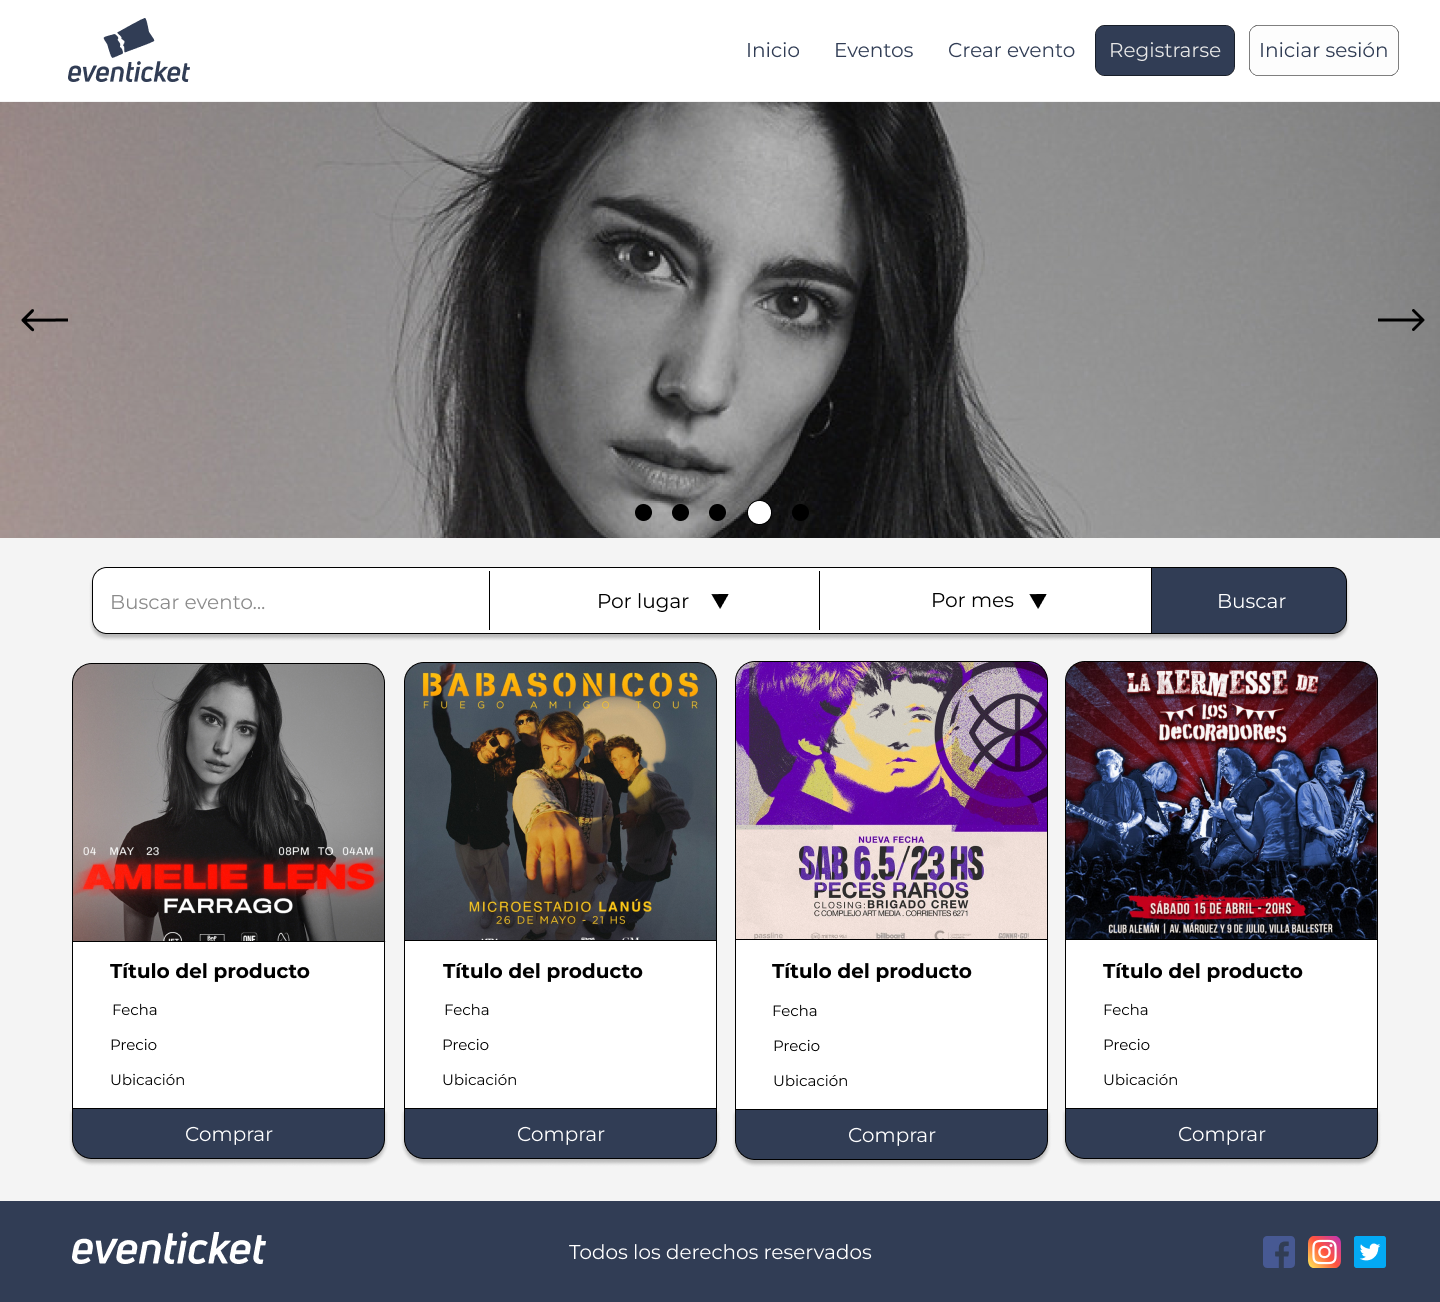 eventicket
Inicio
Eventos
Crear evento
Registrarse
Iniciar sesión
Buscar evento...
Por lugar
Por mes
Buscar
04 MAY 23
08PM TO 04AM
AMELIE LENS
FARRAGO
BABASONICOS
FUEGO AMIGO TOUR
MICROESTADIO LANÚS
26 DE MAYO - 21 HS
NUEVA FECHA
SAB 6.5/23 HS
PECES RAROS
CLOSING: BRIGADO CREW
C COMPLEJO ART MEDIA . CORRIENTES 6271
passline
billboard
LA KERMESSE DE
LOS
DeCORADOREs
SÁBADO 15 DE ABRIL - 20HS
CLUB ALEMÁN | AV. MÁRQUEZ Y 9 DE JULIO, VILLA BALLESTER
Título del producto
Fecha
Precio
Ubicación
Comprar
Título del producto
Fecha
Precio
Ubicación
Comprar
Título del producto
Fecha
Precio
Ubicación
Comprar
Título del producto
Fecha
Precio
Ubicación
Comprar
eventicket
Todos los derechos reservados